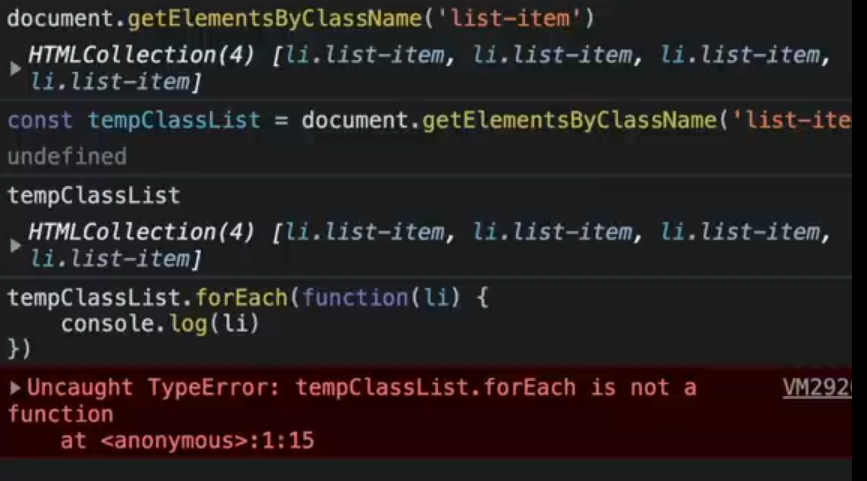 document.getElementsByClassName('list-item')
HTMLCollection(4) [li.list-item, li.list-item, li.list-item,
li.list-item]
const tempClassList = document.getElementsByClassName('list-ite
undefined
tempClassList
HTMLCollection(4) [li.list-item, li.list-item, li.list-item,
li.list-item]
tempClassList.forEach(function(li) {
    console.log(li)
})
Uncaught TypeError: tempClassList.forEach is not a VM292
function
    at <anonymous>:1:15